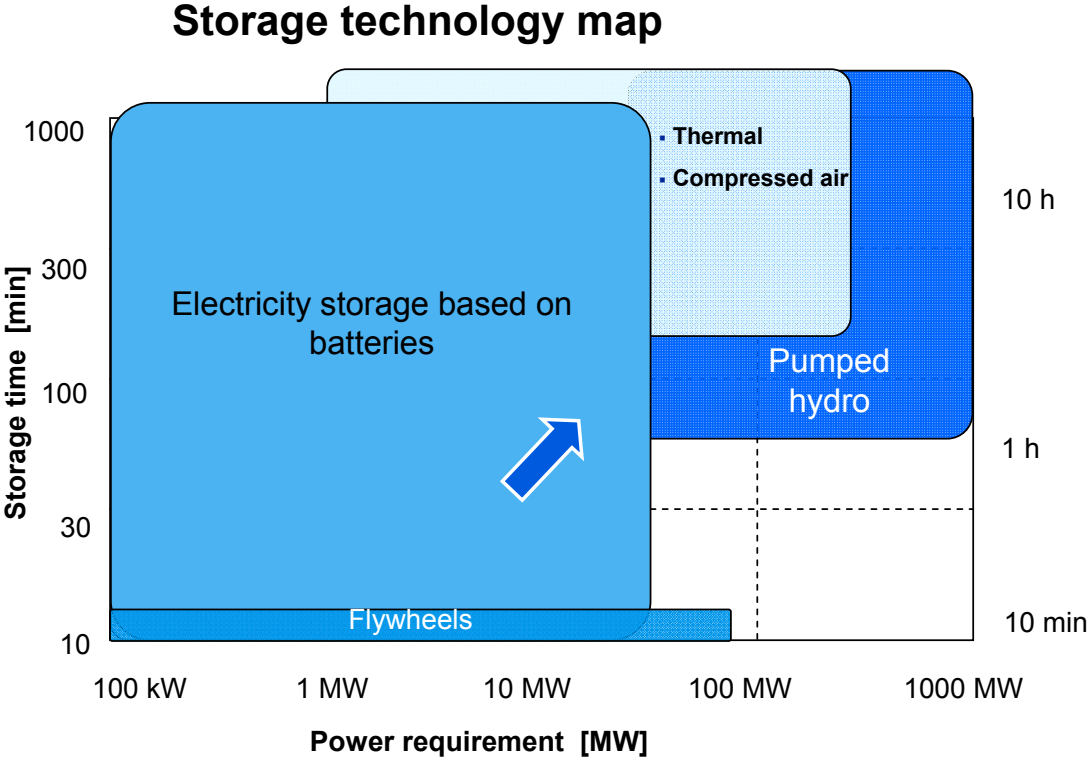 Storage technology map
1000
300
100
30
10
Storage time [min]
▪ Thermal
▪ Compressed air
Electricity storage based on
batteries
Pumped
hydro
Flywheels
10 h
1 h
10 min
100 kW 1 MW 10 MW 100 MW 1000 MW
Power requirement [MW]